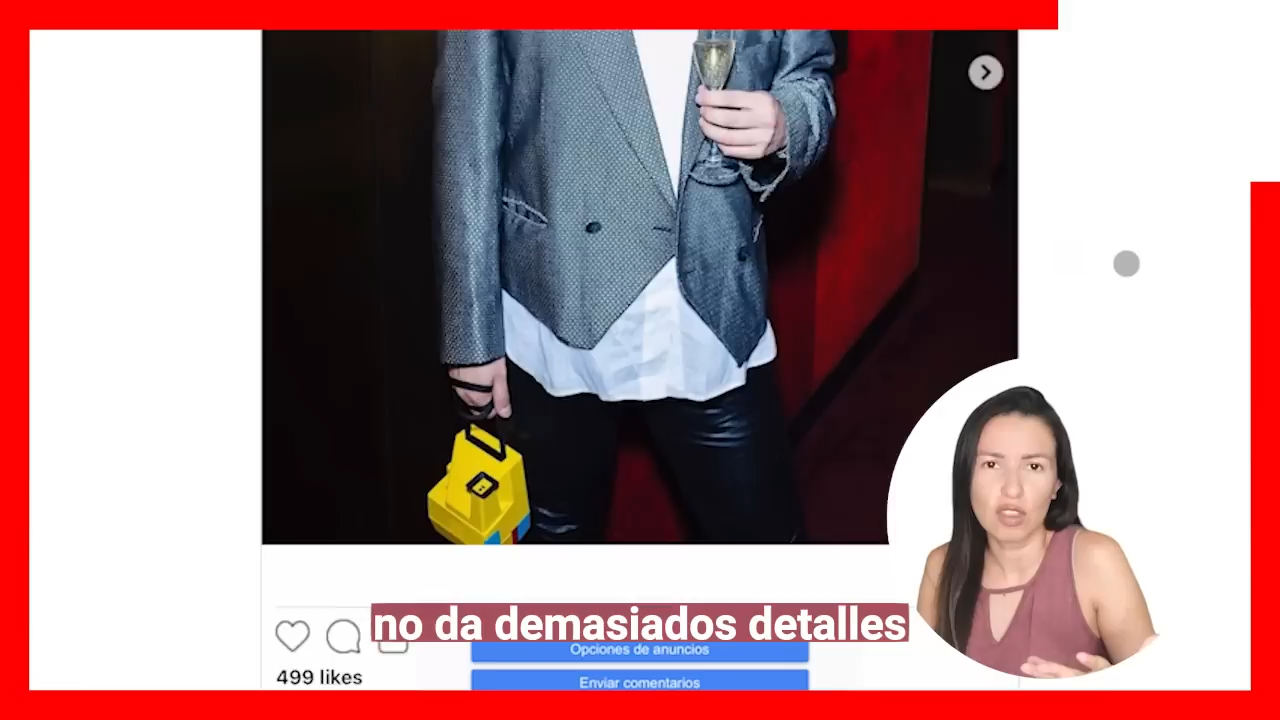 no da demasiados detalles
Opciones de anuncios
499 likes
Enviar comentarios